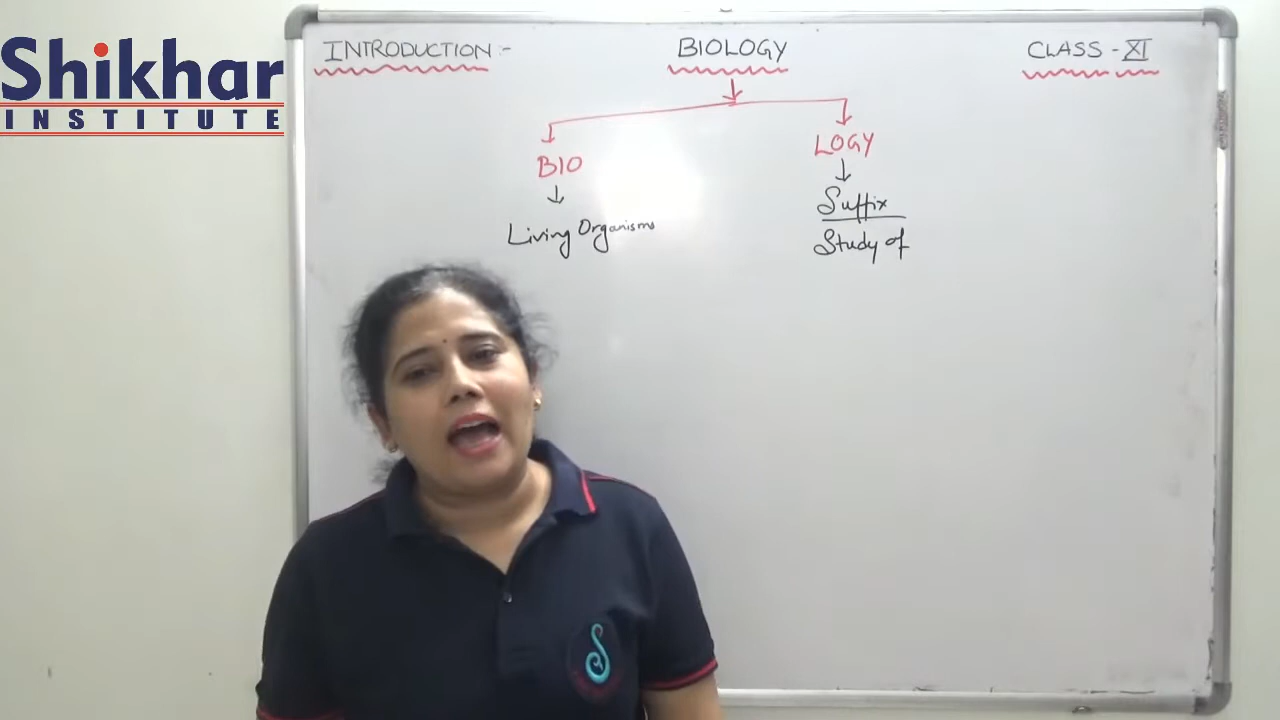 Shikhar
INSTITUTE
INTRODUCTION :-
BIOLOGY
CLASS - XI
BIO
LOGY
Living Organisms
Suffix
Study of